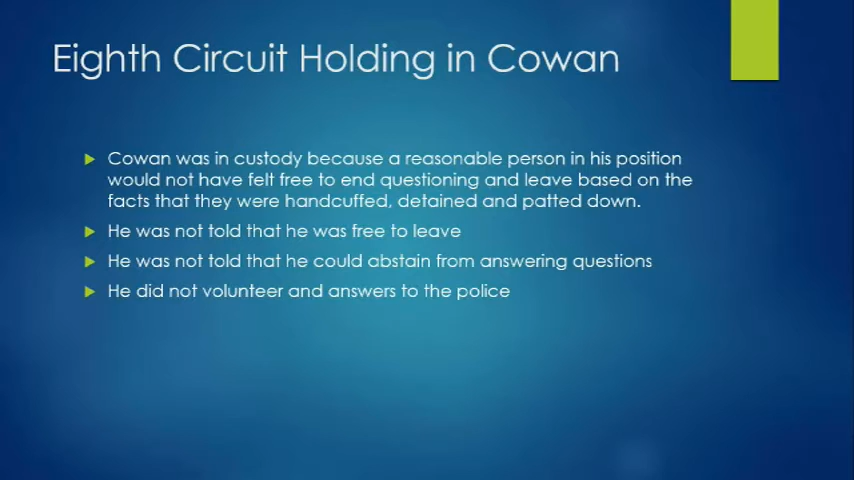 Eighth Circuit Holding in Cowan
Cowan was in custody because a reasonable person in his position
would not have felt free to end questioning and leave based on the
facts that they were handcuffed, detained and patted down.
He was not told that he was free to leave
He was not told that he could abstain from answering questions
He did not volunteer and answers to the police